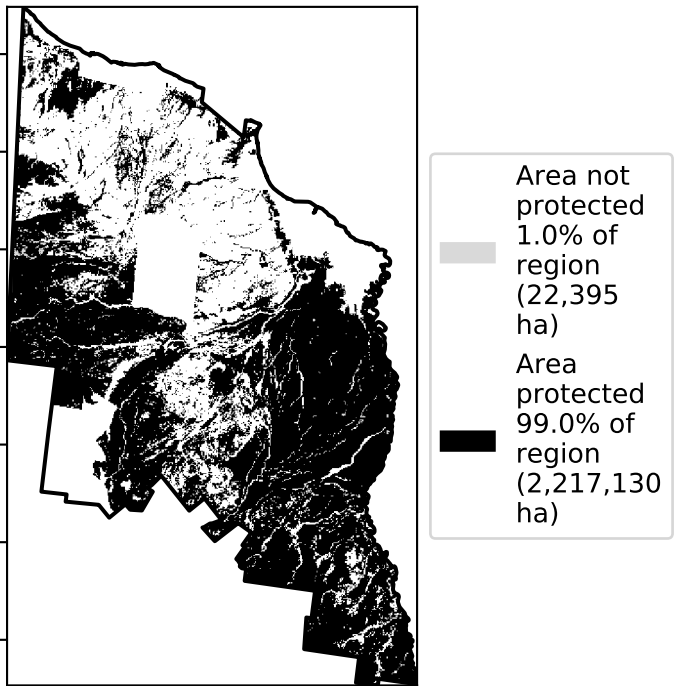 Area not
protected
1.0% of
region
(22,395
ha)
Area
protected
99.0% of
region
(2,217,130
ha)